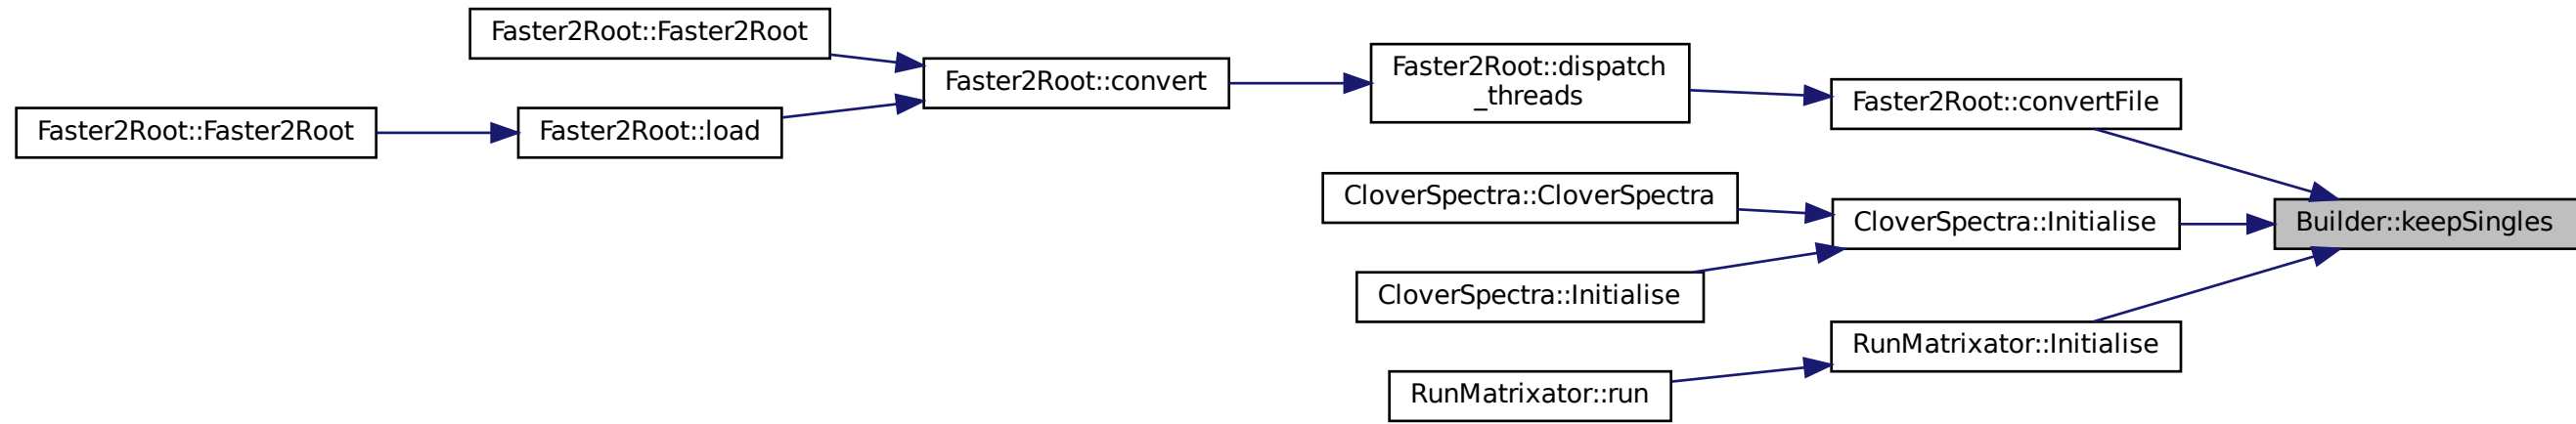 Faster2Root::Faster2Root
Faster2Root::convert
Faster2Root::dispatch
_threads
Faster2Root::convertFile
Faster2Root::Faster2Root
Faster2Root::load
CloverSpectra::CloverSpectra
CloverSpectra::Initialise
Builder::keepSingles
CloverSpectra::Initialise
RunMatrixator::Initialise
RunMatrixator::run